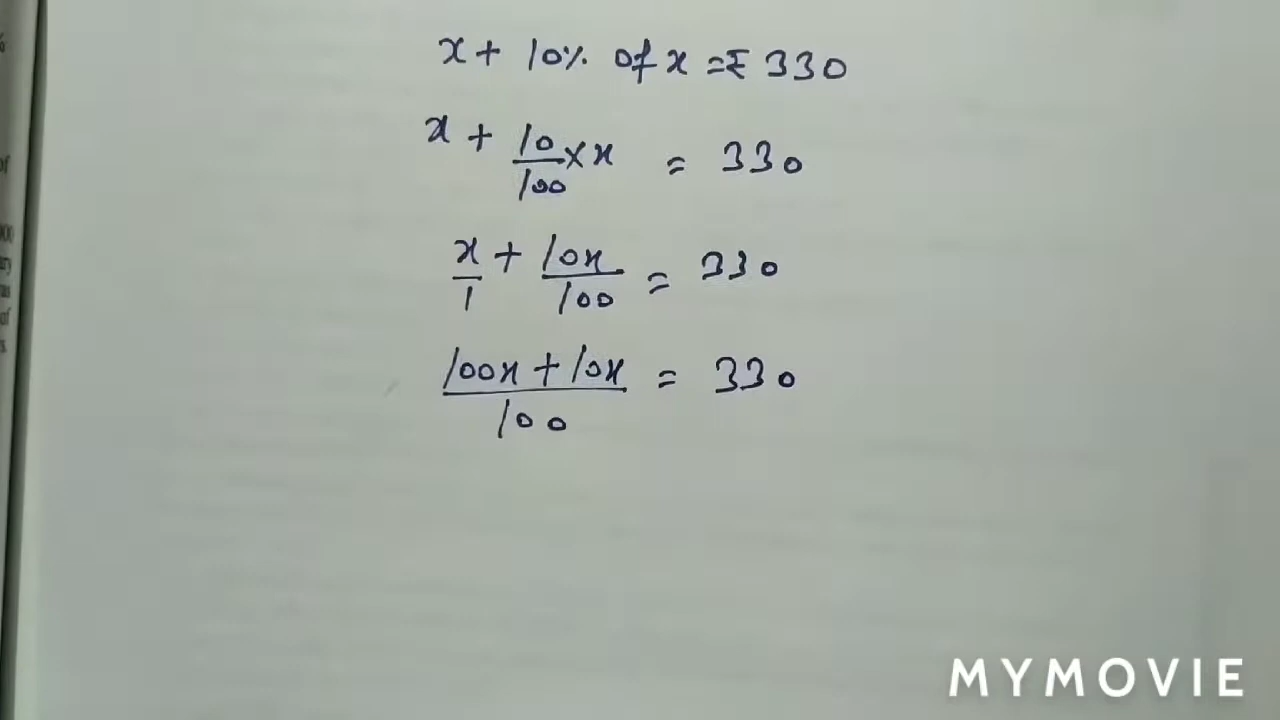 x + 10% of x = ₹ 330
x + 10/100 × x = 330
x/1 + 10x/100 = 330
100x + 10x/100 = 330
MYMOVIE